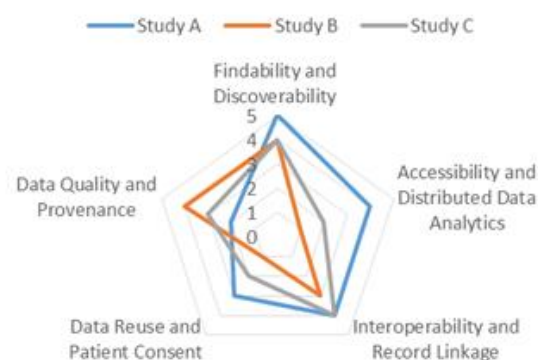 Study A Study B Study C
Findability and
Discoverability
5
4
3
2
1
0
Accessibility and
Distributed Data
Analytics
Interoperability and
Record Linkage
Data Reuse and
Patient Consent
Data Quality and
Provenance